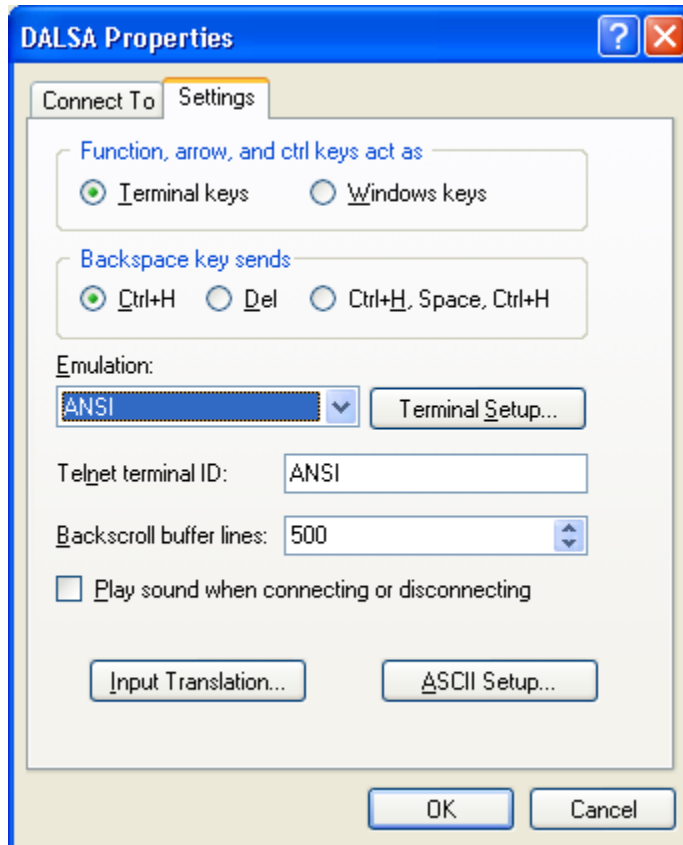 DALSA Properties
Connect To Settings
Function, arrow, and ctrl keys act as
Terminal keys Windows keys
Backspace key sends
Ctrl+H Del Ctrl+H, Space, Ctrl+H
Emulation:
ANSI Terminal Setup...
Telnet terminal ID: ANSI
Backscroll buffer lines: 500
Play sound when connecting or disconnecting
Input Translation... ASCII Setup...
OK Cancel